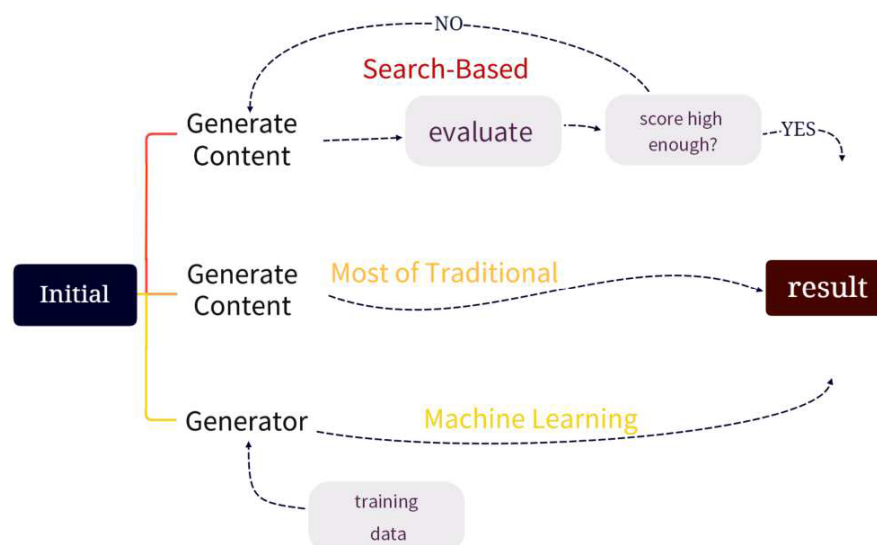 NO
Search-Based
Generate
Content
evaluate
score high
enough?
YES
Initial
Generate
Content
Most of Traditional
result
Generator
Machine Learning
training
data